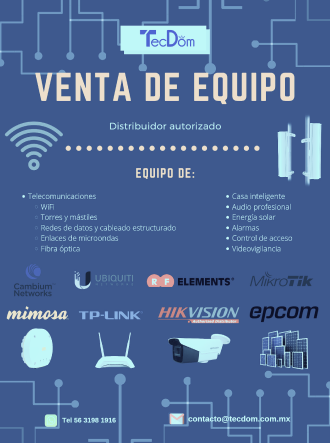 TecDom
VENTA DE EQUIPO
Distribuidor autorizado
EQUIPO DE:
Telecomunicaciones
WiFi
Torres y mástiles
Redes de datos y cableado estructurado
Enlaces de microondas
Fibra óptica
Casa inteligente
Audio profesional
Energía solar
Alarmas
Control de acceso
Videovigilancia
Cambium Networks
UBIQUITI
RF ELEMENTS
MikroTik
mimosa
TP-LINK
HIKVISION
epcom
Tel 56 3198 1916
contacto@tecdom.com.mx